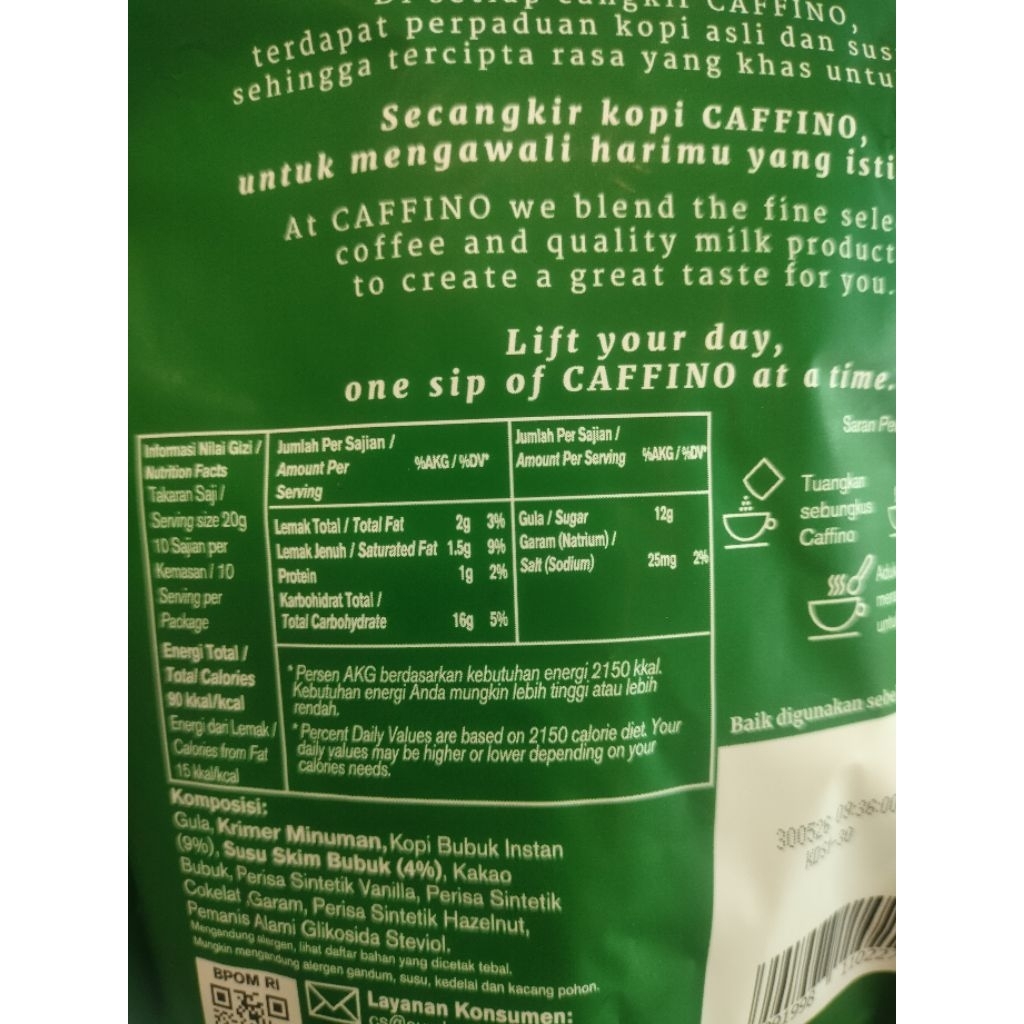 CAFFINO,
terdapat perpaduan kopi asli dan
sehingga tercipta rasa yang khas
Secangkir kopi CAFFINO,
untuk mengawali harimu yang
At CAFFINO we blend the fine
coffee and quality milk
to create a great taste for you.
Lift your day,
one sip of CAFFINO at a time.
Informasi Nilai Gizi /
Nutrition Facts
Takaran Saji /
Serving size 20g
10 Sajian per
Kemasan / 10
Serving per
Package
Energi Total /
Total Calories
90 kkal/kcal
Energi dari Lemak /
Calories from Fat
15 kkal/kcal
Jumlah Per Sajian /
Amount Per %AKG / %DV*
Serving
Lemak Total / Total Fat 2g 3%
Lemak Jenuh / Saturated Fat 1.5g 9%
Protein 1g 2%
Karbohidrat Total /
Total Carbohydrate 16g 5%
Jumlah Per Sajian /
Amount Per Serving %AKG / %DV*
Gula / Sugar 12g
Garam (Natrium) /
Salt (Sodium) 25mg 2%
*Persen AKG berdasarkan kebutuhan energi 2150 kkal.
Kebutuhan energi Anda mungkin lebih tinggi atau lebih
rendah.
*Percent Daily Values are based on 2150 calorie diet. Your
daily values may be higher or lower depending on your
calories needs.
Saran
Tuangkan
sebungkus
Caffino
Baik digunakan
300526 09:36:00
Komposisi:
Gula, Krimer Minuman, Kopi Bubuk Instan
(9%), Susu Skim Bubuk (4%), Kakao
Bubuk, Perisa Sintetik Vanilla, Perisa Sintetik
Cokelat ,Garam, Perisa Sintetik Hazelnut,
Pemanis Alami Glikosida Steviol.
Mengandung alergen, lihat daftar bahan yang dicetak tebal.
Mungkin mengandung alergen gandum, susu, kedelai dan kacang pohon.
BPOM RI
Layanan Konsumen: